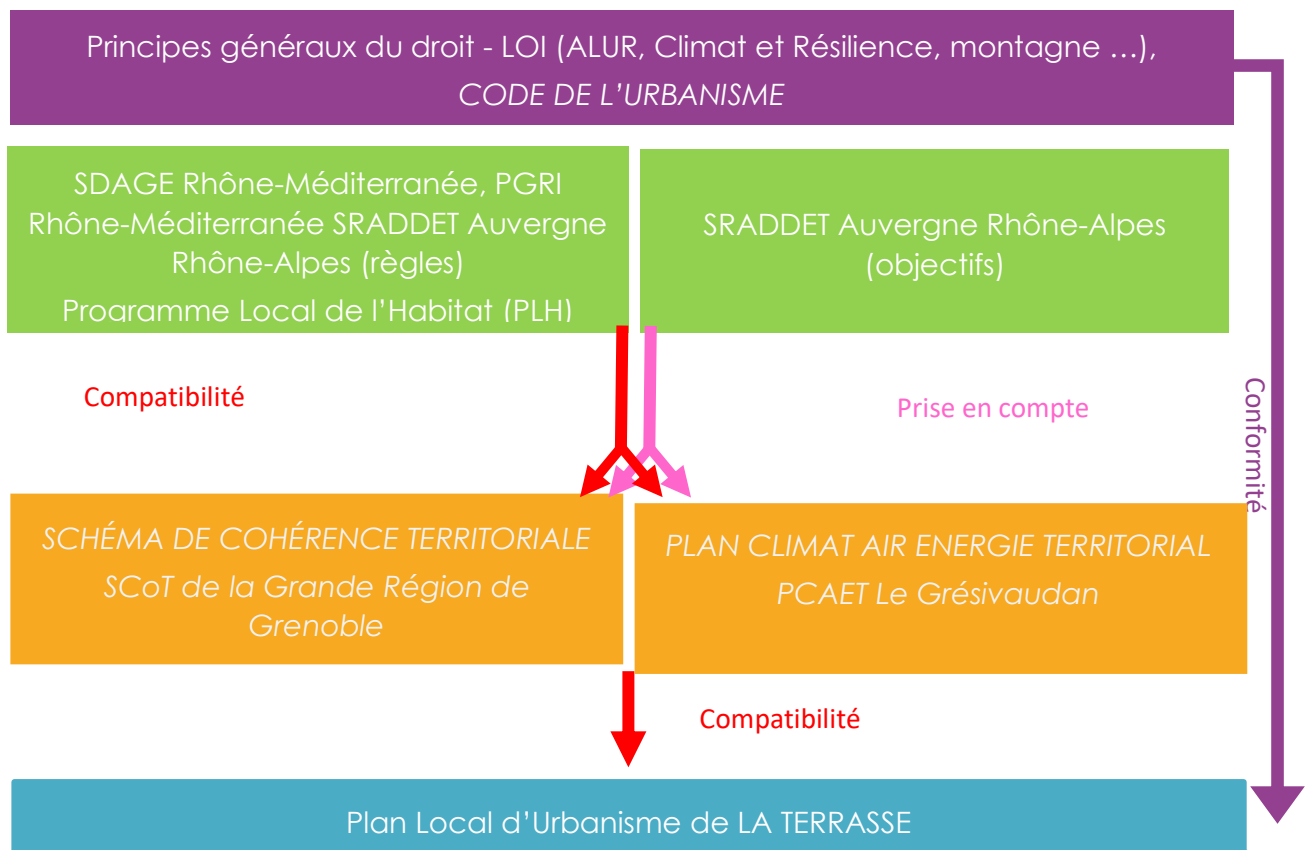 Principes généraux du droit - LOI (ALUR, Climat et Résilience, montagne …),
CODE DE L'URBANISME
SDAGE Rhône-Méditerranée, PGRI
Rhône-Méditerranée SRADDET Auvergne
Rhône-Alpes (règles)
Programme Local de l'Habitat (PLH)
SRADDET Auvergne Rhône-Alpes
(objectifs)
Compatibilité
Prise en compte
Conformité
SCHÉMA DE COHÉRENCE TERRITORIALE
SCoT de la Grande Région de
Grenoble
PLAN CLIMAT AIR ENERGIE TERRITORIAL
PCAET Le Grésivaudan
Compatibilité
Plan Local d'Urbanisme de LA TERRASSE